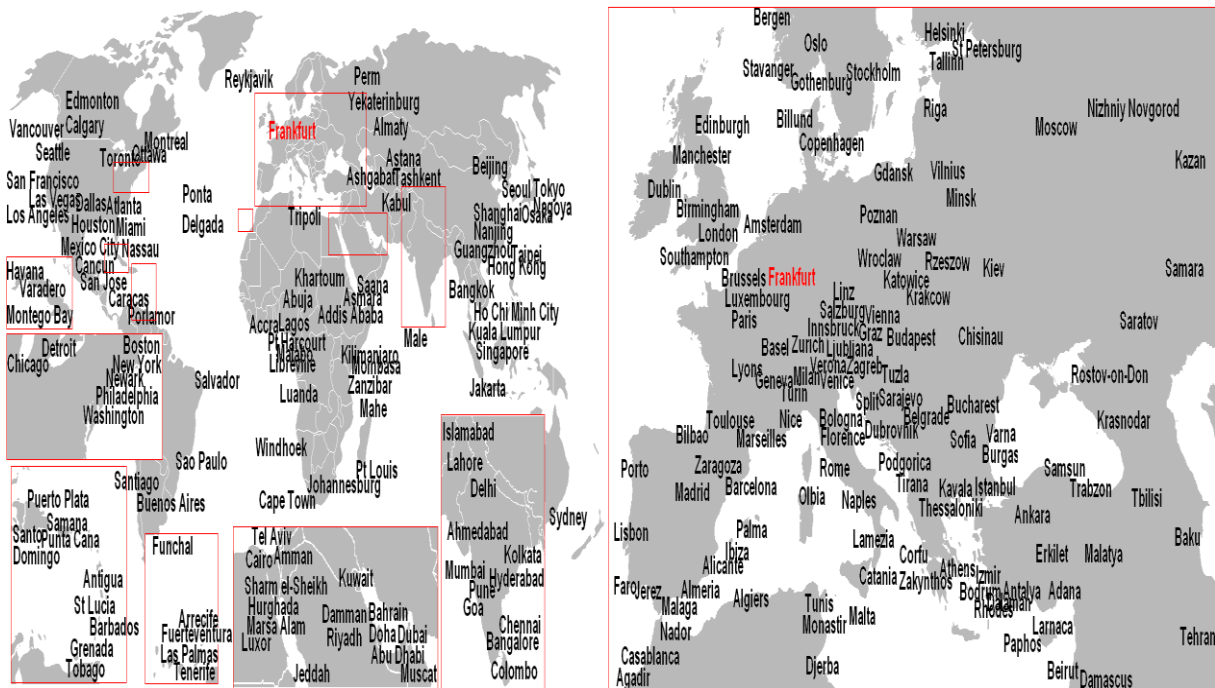 Reykjavik
Perm
Edmonton
Yekaterinburg
Vancouver
Calgary
Frankfurt
Almaty
Seattle
Montreal
Toronto
Ottawa
Astana
Beijing
San Francisco
Ashgabat
Tashkent
Seoul
Tokyo
Las Vegas
Dallas
Atlanta
Ponta
Delgada
Kabul
Nagoya
Osaka
Los Angeles
Houston
Miami
Tripoli
Shanghai
Nanjing
Mexico City
Nassau
Guangzhou
Taipei
Cancun
Hong Kong
Havana
San Jose
Khartoum
Saana
Bangkok
Varadero
Caracas
Abuja
Asmara
Montego Bay
Porlamor
Addis Ababa
Ho Chi Minh City
Accra
Lagos
Male
Kuala Lumpur
Pt Harcourt
Malabo
Libreville
Kilimanjaro
Mombasa
Singapore
Detroit
Boston
Chicago
New York
Newark
Philadelphia
Washington
Salvador
Luanda
Zanzibar
Mahe
Jakarta
Windhoek
Sao Paulo
Pt Louis
Santiago
Johannesburg
Buenos Aires
Cape Town
Sydney
Islamabad
Lahore
Delhi
Ahmedabad
Kolkata
Mumbai
Hyderabad
Pune
Goa
Chennai
Bangalore
Colombo
Puerto Plata
Samana
Santo
Domingo
Punta Cana
Antigua
St Lucia
Barbados
Grenada
Tobago
Funchal
Arrecife
Fuerteventura
Las Palmas
Tenerife
Tel Aviv
Cairo
Amman
Sharm el-Sheikh
Kuwait
Hurghada
Damman
Bahrain
Marsa Alam
Luxor
Riyadh
Doha
Dubai
Abu Dhabi
Jeddah
Muscat
Bergen
Oslo
Helsinki
St Petersburg
Tallinn
Stavanger
Gothenburg
Stockholm
Riga
Nizhniy Novgorod
Edinburgh
Billund
Copenhagen
Moscow
Manchester
Kazan
Dublin
Gdansk
Vilnius
Minsk
Birmingham
London
Amsterdam
Poznan
Warsaw
Southampton
Wroclaw
Rzeszow
Kiev
Samara
Brussels
Frankfurt
Katowice
Krakow
Luxembourg
Linz
Salzburg
Vienna
Paris
Innsbruck
Graz
Budapest
Chisinau
Saratov
Basel
Zurich
Ljubljana
Lyons
Geneva
Milan
Verona
Venice
Zagreb
Tuzla
Rostov-on-Don
Turin
Split
Sarajevo
Bucharest
Toulouse
Nice
Bologna
Belgrade
Krasnodar
Bilbao
Marseilles
Florence
Dubrovnik
Sofia
Varna
Burgas
Porto
Zaragoza
Rome
Podgorica
Samsun
Madrid
Barcelona
Olbia
Naples
Tirana
Kavala
Istanbul
Trabzon
Tbilisi
Thessaloniki
Ankara
Lisbon
Palma
Lamezia
Baku
Ibiza
Alicante
Corfu
Athens
Erkilet
Malatya
Faro
Jerez
Almeria
Algiers
Catania
Zakynthos
Izmir
Bodrum
Antalya
Adana
Dalaman
Rhodes
Malaga
Tunis
Malta
Monastir
Larnaca
Nador
Paphos
Tehran
Casablanca
Agadir
Djerba
Beirut
Damascus